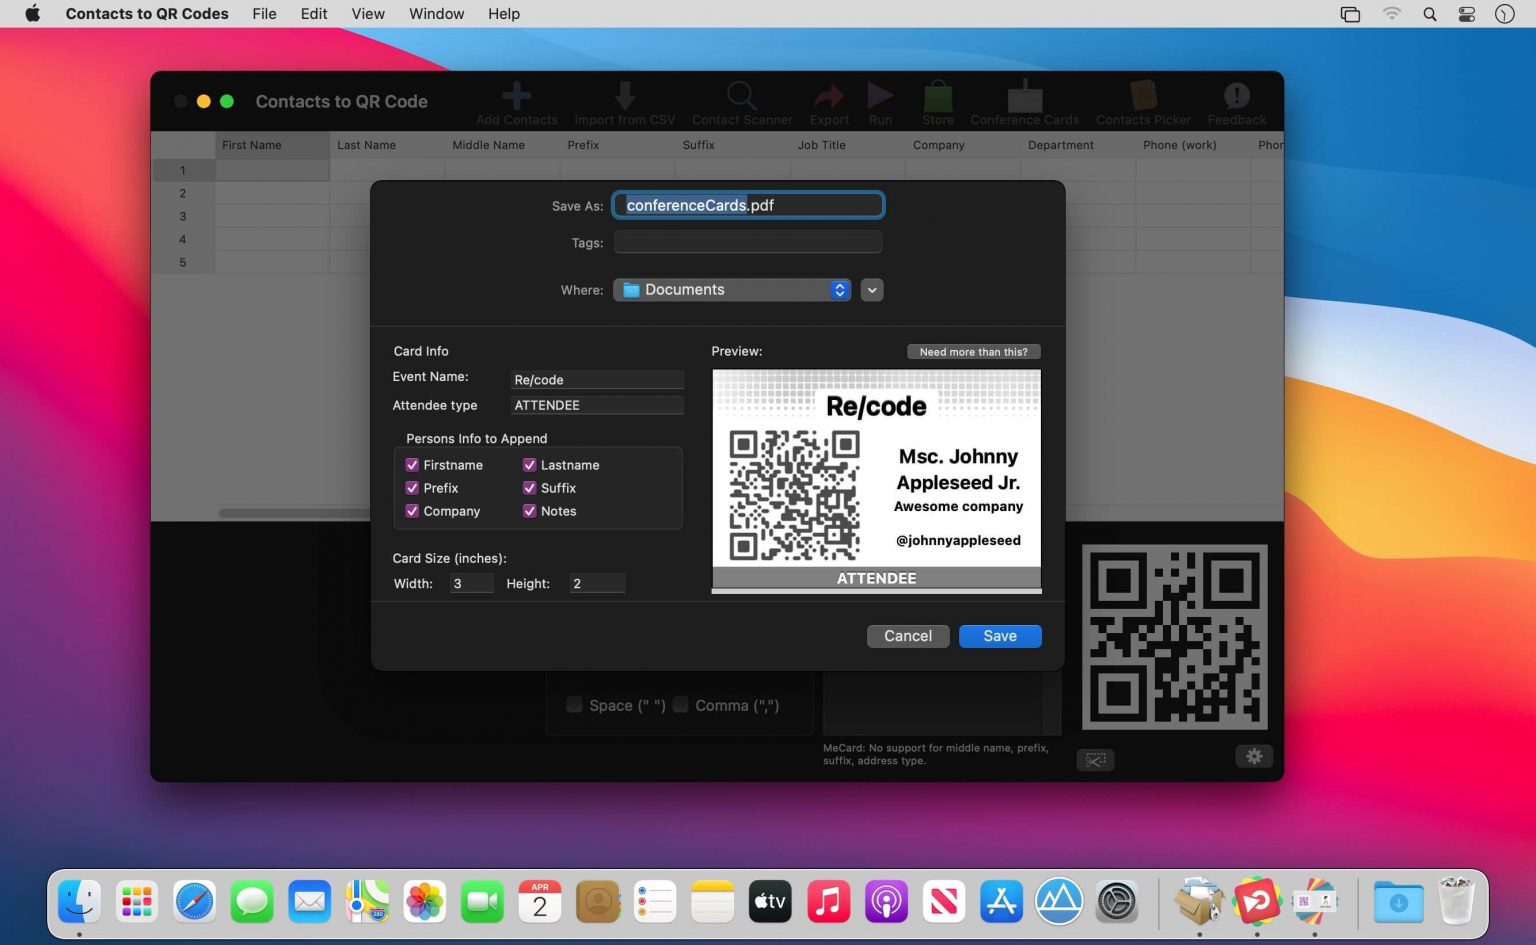 Contacts to QR Codes File Edit View Window Help
Contacts to QR Code
Add Contacts Import from CSV Contact Scanner Export Run Store Conference Cards Contacts Picker Feedback
First Name Last Name Middle Name Prefix Suffix Job Title Company Department Phone (work) Phor
1
2
3
4
5
Save As: conferenceCards.pdf
Tags:
Where: Documents
Card Info
Event Name: Re/code
Attendee type ATTENDEE
Persons Info to Append
Firstname Lastname
Prefix Suffix
Company Notes
Card Size (inches):
Width: 3 Height: 2
Preview: Need more than this?
Re/code
Msc. Johnny
Appleseed Jr.
Awesome company
@johnnyappleseed
ATTENDEE
Cancel Save
Space (" ") Comma (",")
MeCard: No support for middle name, prefix,
suffix, address type.
APR
2
280
tv